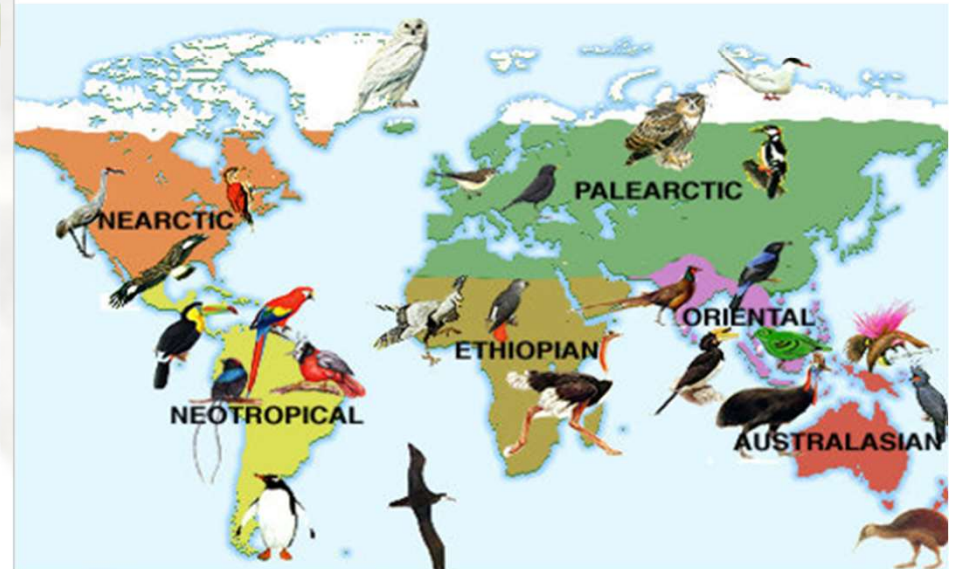 PALEARCTIC
NEARCTIC
ORIENTAL
ETHIOPIAN
NEOTROPICAL
AUSTRALASIAN